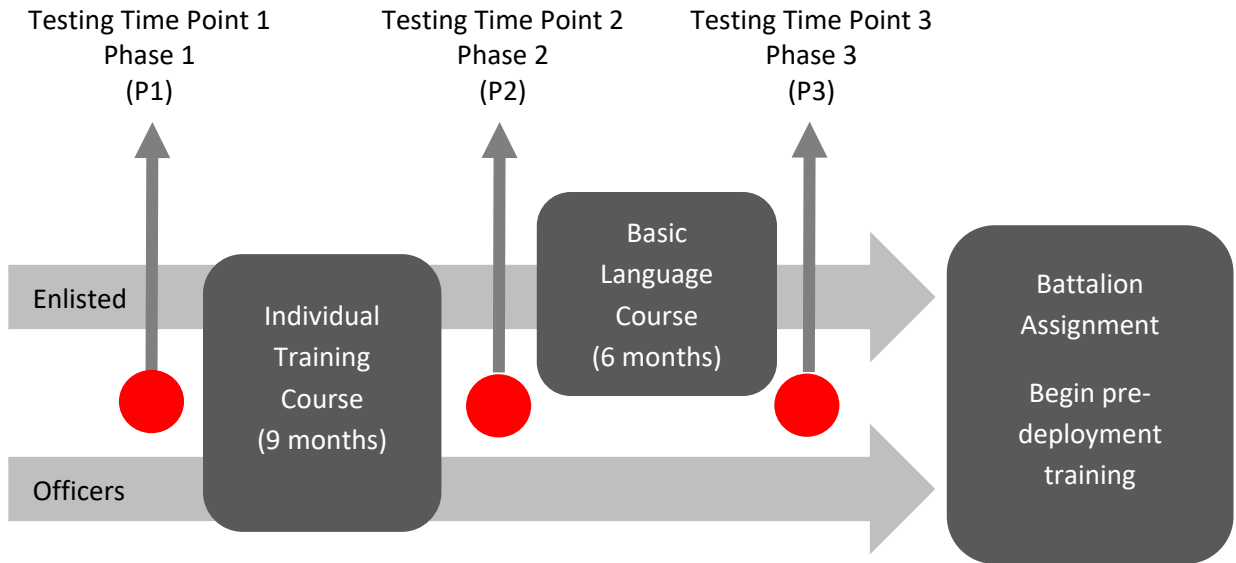 Testing Time Point 1
Phase 1
(P1)
Testing Time Point 2
Phase 2
(P2)
Testing Time Point 3
Phase 3
(P3)
Enlisted
Individual
Training
Course
(9 months)
Basic
Language
Course
(6 months)
Battalion
Assignment
Begin pre-
deployment
training
Officers